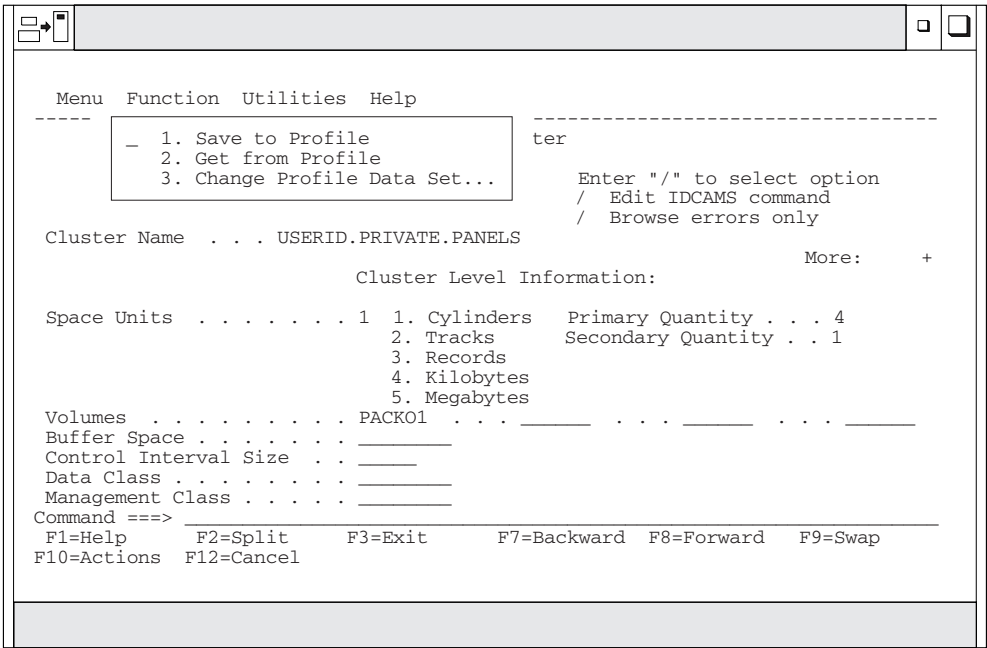 Menu Function Utilities Help
----- -----------------------------------
_ 1. Save to Profile ter
2. Get from Profile
3. Change Profile Data Set... Enter "/" to select option
/ Edit IDCAMS command
/ Browse errors only
Cluster Name . . . USERID.PRIVATE.PANELS
More: +
Cluster Level Information:
Space Units . . . . . . . 1 1. Cylinders Primary Quantity . . . 4
2. Tracks Secondary Quantity . . 1
3. Records
4. Kilobytes
5. Megabytes
Volumes . . . . . . . . . PACKO1 . . . ______ . . . ______ . . . ______
Buffer Space . . . . . . . ________
Control Interval Size . . _____
Data Class . . . . . . . . ________
Management Class . . . . . ________
Command ===> _________________________________________________________________
F1=Help F2=Split F3=Exit F7=Backward F8=Forward F9=Swap
F10=Actions F12=Cancel